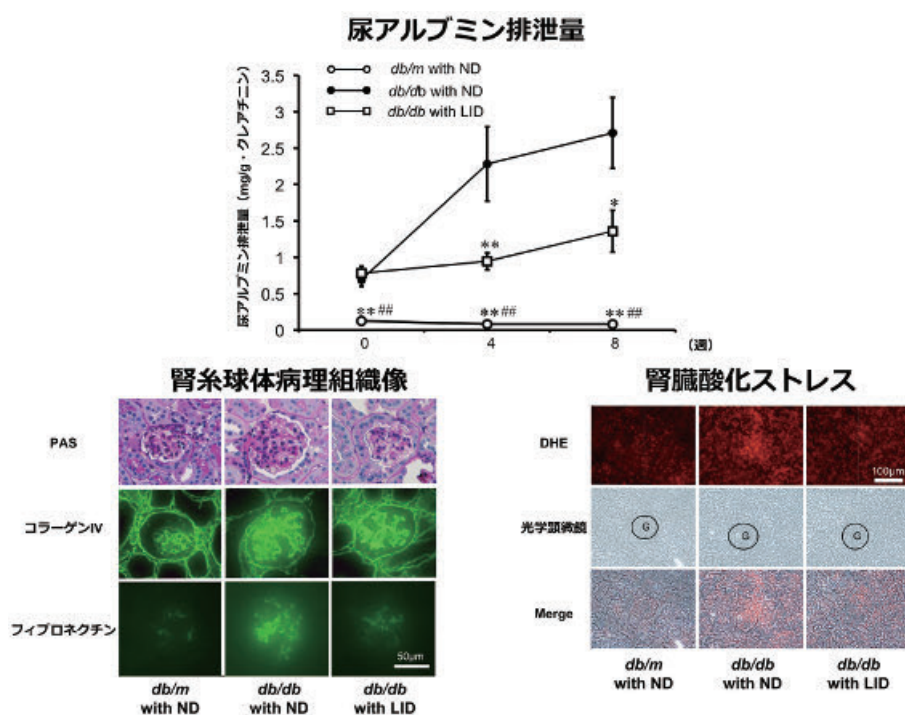 尿アルブミン排泄量
db/m with ND
db/db with ND
db/db with LID
尿アルブミン排泄量（mg/g・クレアチニン）
3.5
3
2.5
2
1.5
1
0.5
0
**
*
**##
**##
**##
0
4
8
(週)
腎糸球体病理組織像
PAS
コラーゲンIV
フィブロネクチン
50μm
db/m
with ND
db/db
with ND
db/db
with LID
腎臓酸化ストレス
DHE
100μm
光学顕微鏡
G
G
G
Merge
db/m
with ND
db/db
with ND
db/db
with LID